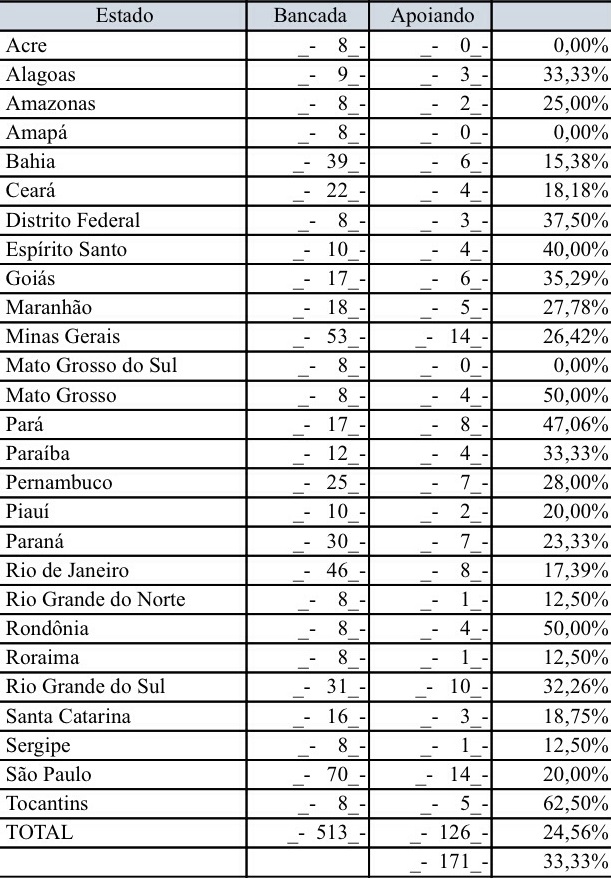 Estado Bancada Apoiando
Acre _- 8_- _- 0_- 0,00%
Alagoas _- 9_- _- 3_- 33,33%
Amazonas _- 8_- _- 2_- 25,00%
Amapá _- 8_- _- 0_- 0,00%
Bahia _- 39_- _- 6_- 15,38%
Ceará _- 22_- _- 4_- 18,18%
Distrito Federal _- 8_- _- 3_- 37,50%
Espírito Santo _- 10_- _- 4_- 40,00%
Goiás _- 17_- _- 6_- 35,29%
Maranhão _- 18_- _- 5_- 27,78%
Minas Gerais _- 53_- _- 14_- 26,42%
Mato Grosso do Sul _- 8_- _- 0_- 0,00%
Mato Grosso _- 8_- _- 4_- 50,00%
Pará _- 17_- _- 8_- 47,06%
Paraíba _- 12_- _- 4_- 33,33%
Pernambuco _- 25_- _- 7_- 28,00%
Piauí _- 10_- _- 2_- 20,00%
Paraná _- 30_- _- 7_- 23,33%
Rio de Janeiro _- 46_- _- 8_- 17,39%
Rio Grande do Norte _- 8_- _- 1_- 12,50%
Rondônia _- 8_- _- 4_- 50,00%
Roraima _- 8_- _- 1_- 12,50%
Rio Grande do Sul _- 31_- _- 10_- 32,26%
Santa Catarina _- 16_- _- 3_- 18,75%
Sergipe _- 8_- _- 1_- 12,50%
São Paulo _- 70_- _- 14_- 20,00%
Tocantins _- 8_- _- 5_- 62,50%
TOTAL _- 513_- _- 126_- 24,56%
_- 171_- 33,33%